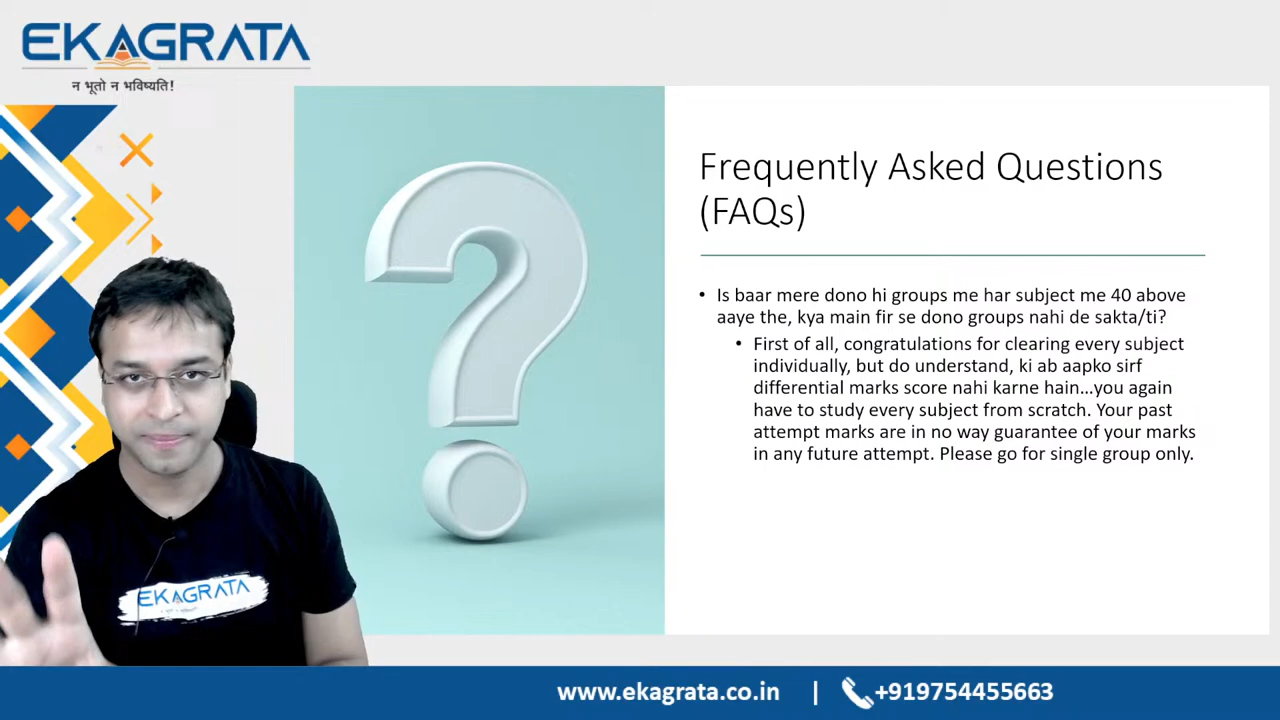 EKAGRATA
न भूतो न भविष्यति!
Frequently Asked Questions
(FAQs)
• Is baar mere dono hi groups me har subject me 40 above
aaye the, kya main fir se dono groups nahi de sakta/ti?
• First of all, congratulations for clearing every subject
individually, but do understand, ki ab aapko sirf
differential marks score nahi karne hain...you again
have to study every subject from scratch. Your past
attempt marks are in no way guarantee of your marks
in any future attempt. Please go for single group only.
EKAGRATA
www.ekagrata.co.in | +919754455663